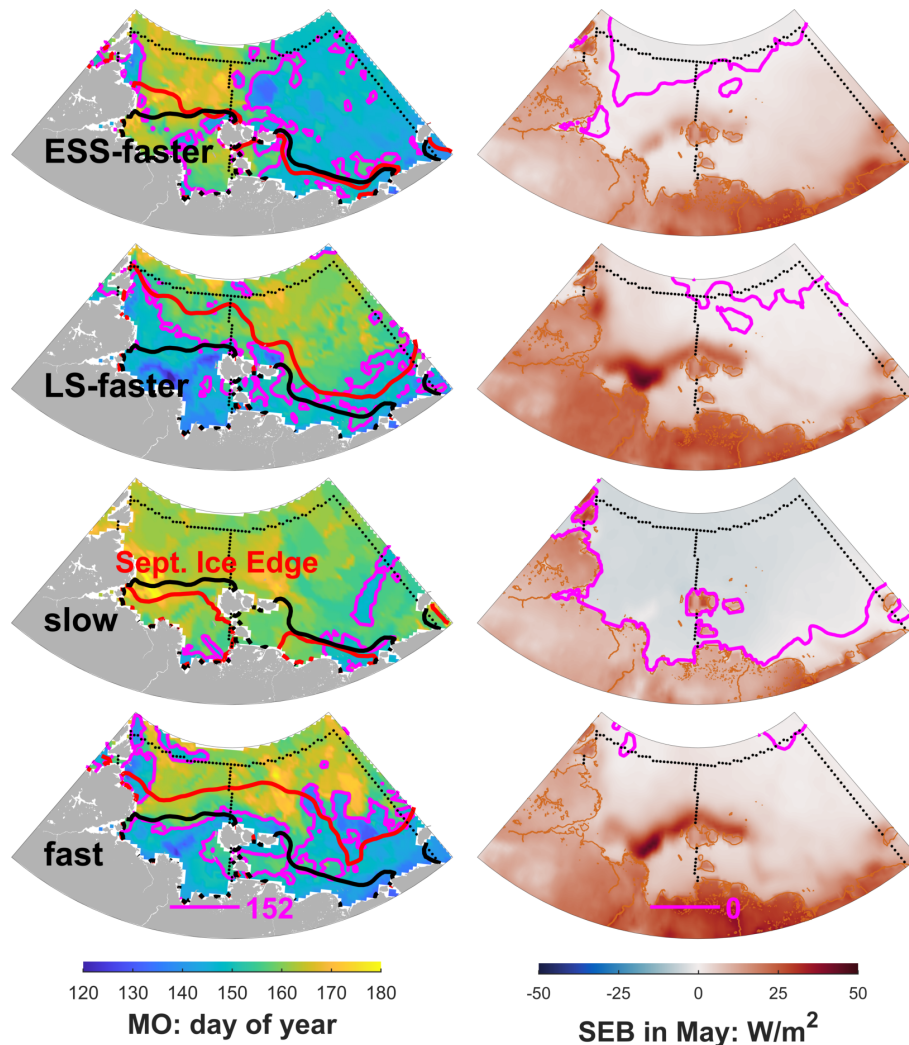 ESS-faster
LS-faster
Sept. Ice Edge
slow
fast
152
0
120 130 140 150 160 170 180
MO: day of year
-50 -25 0 25 50
SEB in May: W/m²